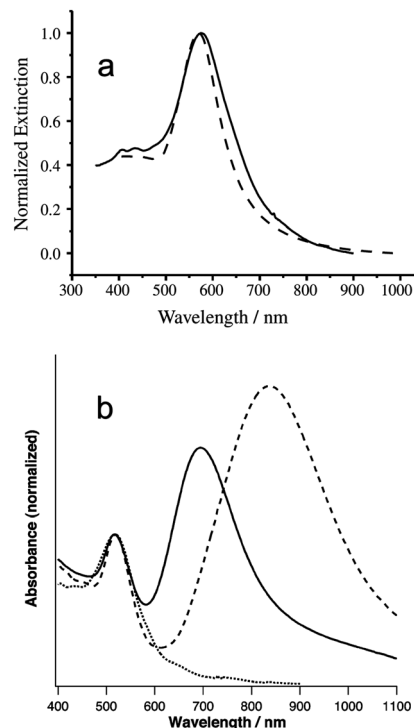 a
Normalized Extinction
1.0
0.8
0.6
0.4
0.2
0.0
300 400 500 600 700 800 900 1000
Wavelength / nm
b
Absorbance (normalized)
400 500 600 700 800 900 1000 1100
Wavelength / nm